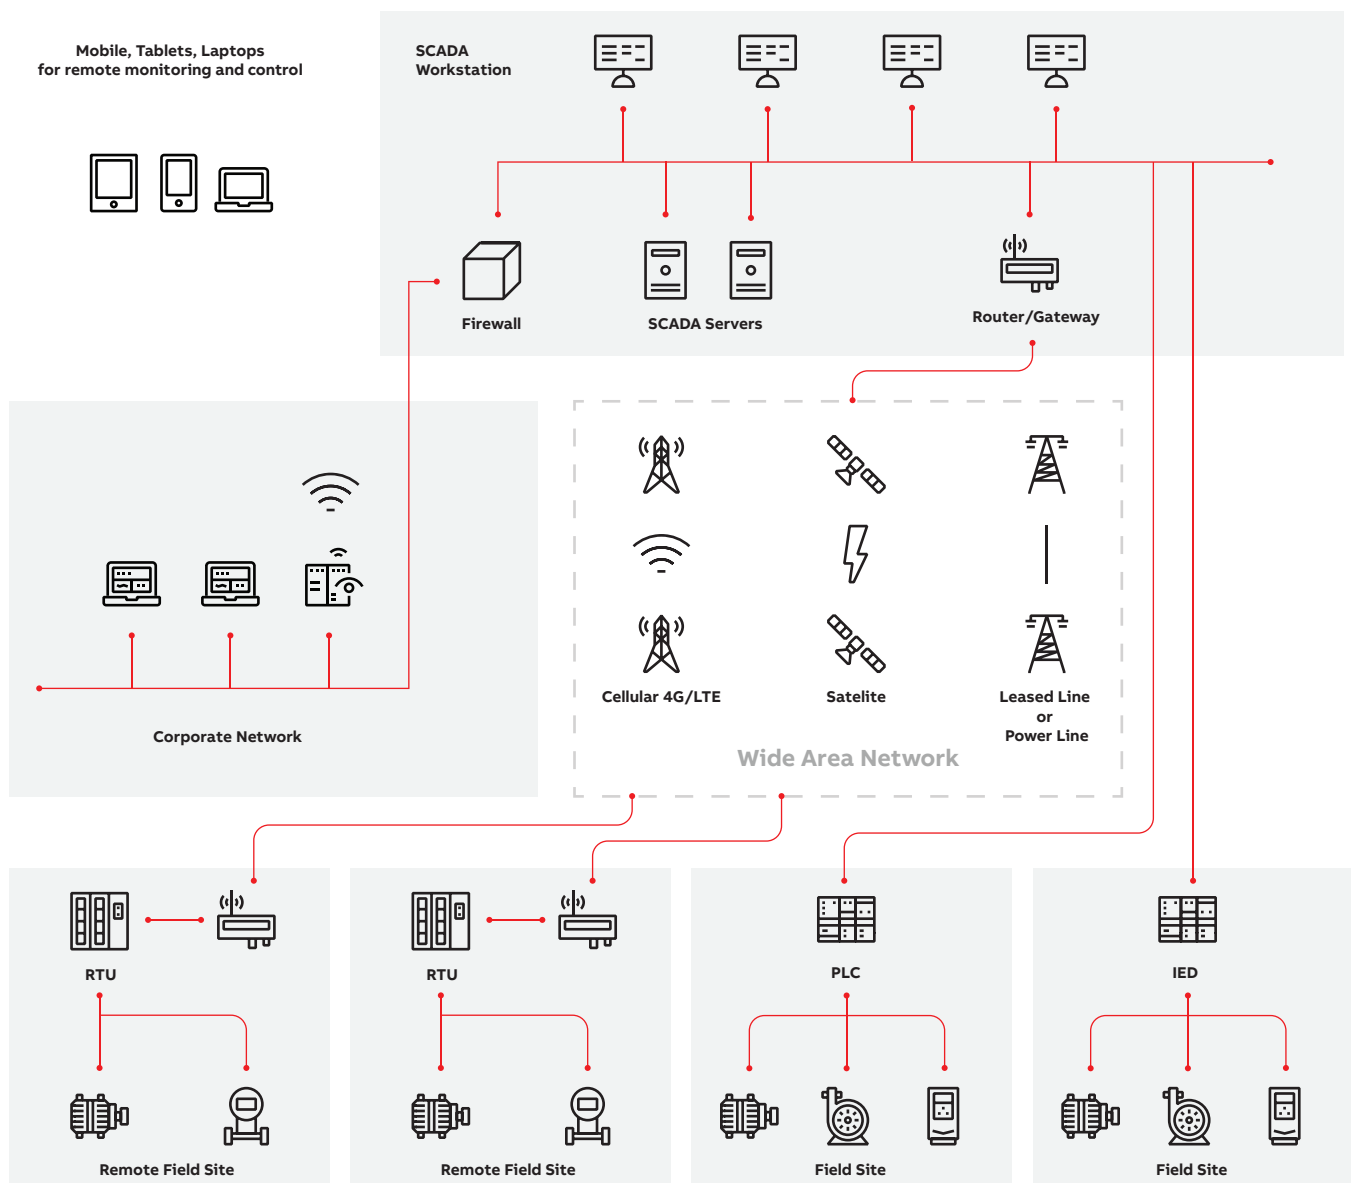 Mobile, Tablets, Laptops
for remote monitoring and control
SCADA
Workstation
Firewall
SCADA Servers
Router/Gateway
Corporate Network
Cellular 4G/LTE
Satelite
Leased Line
or
Power Line
Wide Area Network
RTU
RTU
PLC
IED
Remote Field Site
Remote Field Site
Field Site
Field Site